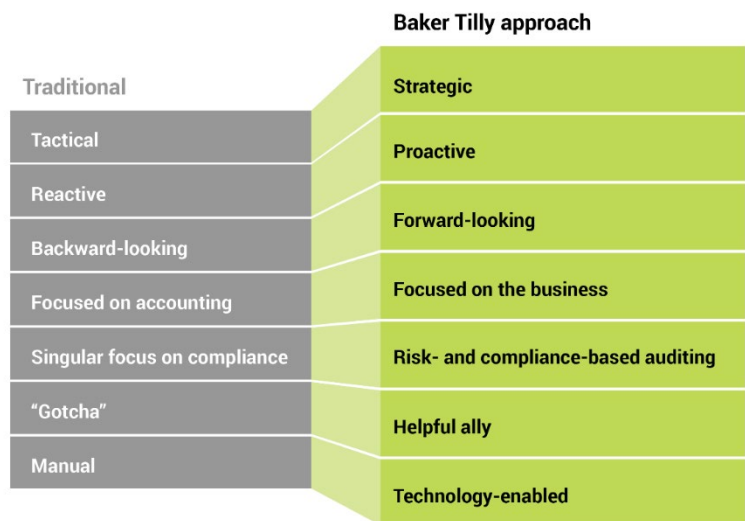 Baker Tilly approach
Traditional
Strategic
Tactical
Proactive
Reactive
Forward-looking
Backward-looking
Focused on the business
Focused on accounting
Risk- and compliance-based auditing
Singular focus on compliance
Helpful ally
“Gotcha”
Technology-enabled
Manual